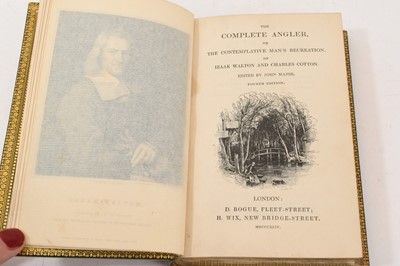 THE
COMPLETE ANGLER,
OR
THE CONTEMPLATIVE MAN'S RECREATION,
OF
IZAAK WALTON AND CHARLES COTTON.
EDITED BY JOHN MAJOR.
FOURTH EDITION.
LONDON:
D. BOGUE, FLEET-STREET;
H. WIX, NEW BRIDGE-STREET.
MDCCCXLIV.